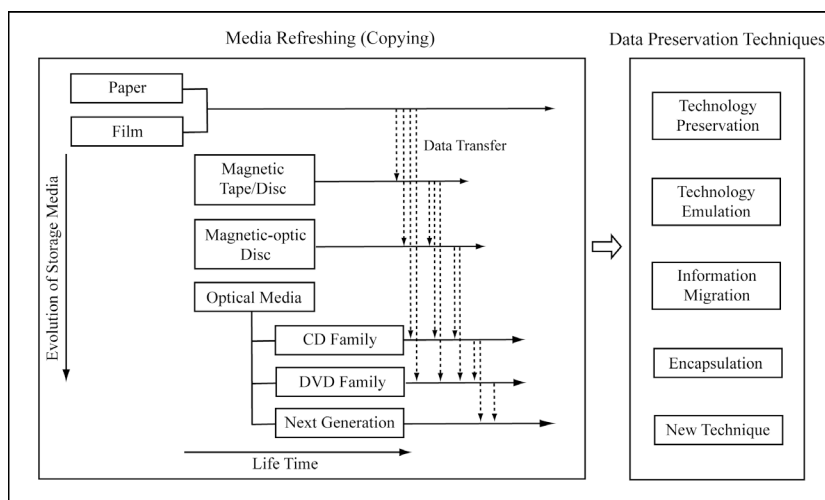 Media Refreshing (Copying)
Data Preservation Techniques
Paper
Film
Data Transfer
Magnetic
Tape/Disc
Magnetic-optic
Disc
Optical Media
CD Family
DVD Family
Next Generation
Life Time
Evolution of Storage Media
Technology
Preservation
Technology
Emulation
Information
Migration
Encapsulation
New Technique